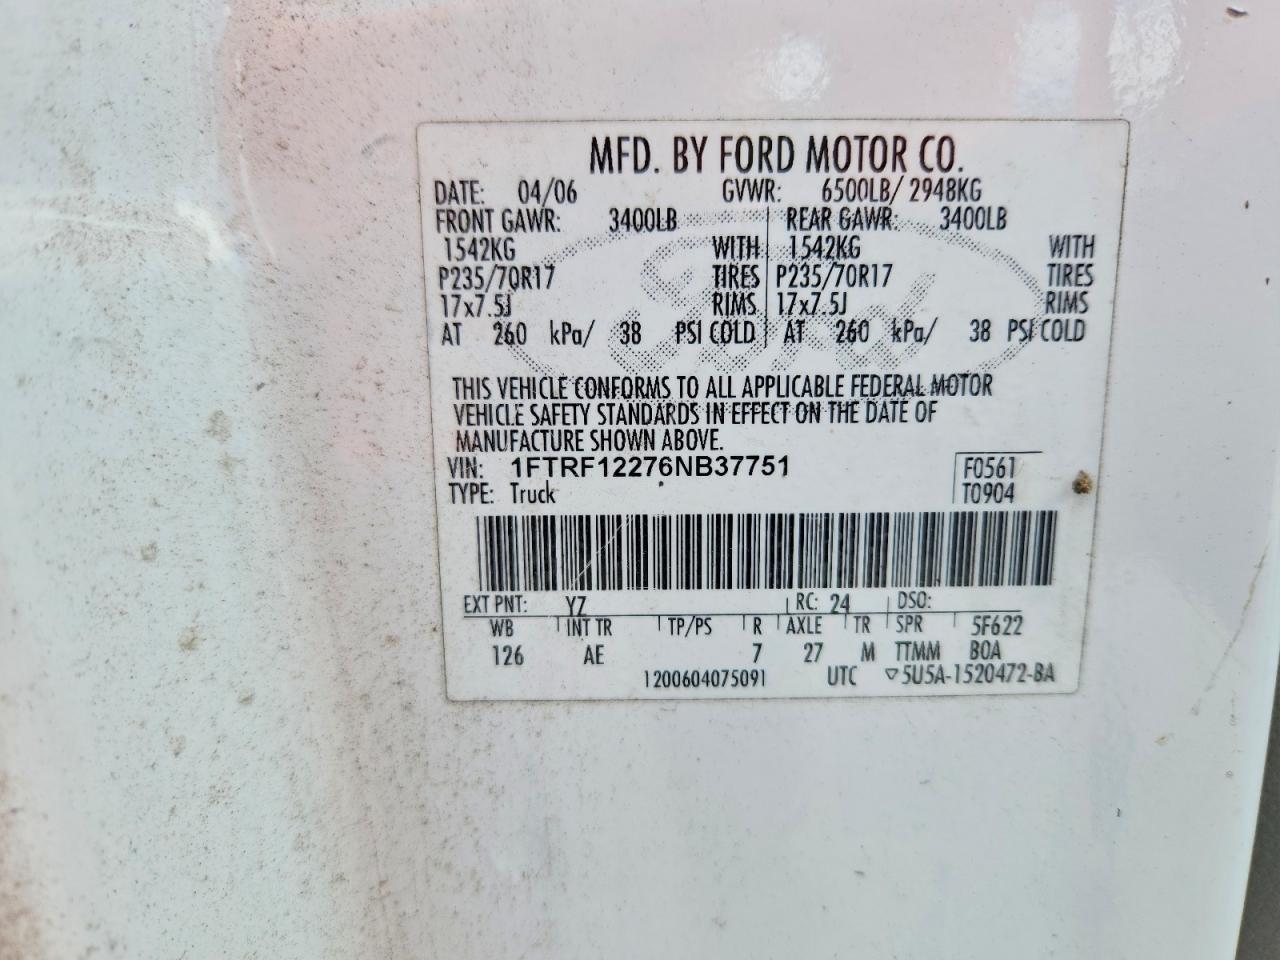 MFD. BY FORD MOTOR CO.
DATE: 04/06 GVWR: 6500LB/ 2948KG
FRONT GAWR: 3400LB REAR GAWR: 3400LB
1542KG WITH 1542KG WITH
P235/70R17 TIRES P235/70R17 TIRES
17x7.5J RIMS 17x7.5J RIMS
AT 260 kPa/ 38 PSI COLD AT 260 kPa/ 38 PSI COLD
Ford
THIS VEHICLE CONFORMS TO ALL APPLICABLE FEDERAL MOTOR
VEHICLE SAFETY STANDARDS IN EFFECT ON THE DATE OF
MANUFACTURE SHOWN ABOVE.
VIN: 1FTRF12276NB37751 F0561
TYPE: Truck T0904
EXT PNT: YZ RC: 24 DSO:
WB INT TR TP/PS R AXLE TR SPR 5F622
126 AE 7 27 M TTMM BOA
1200604075091 UTC ▽5U5A-1520472-BA